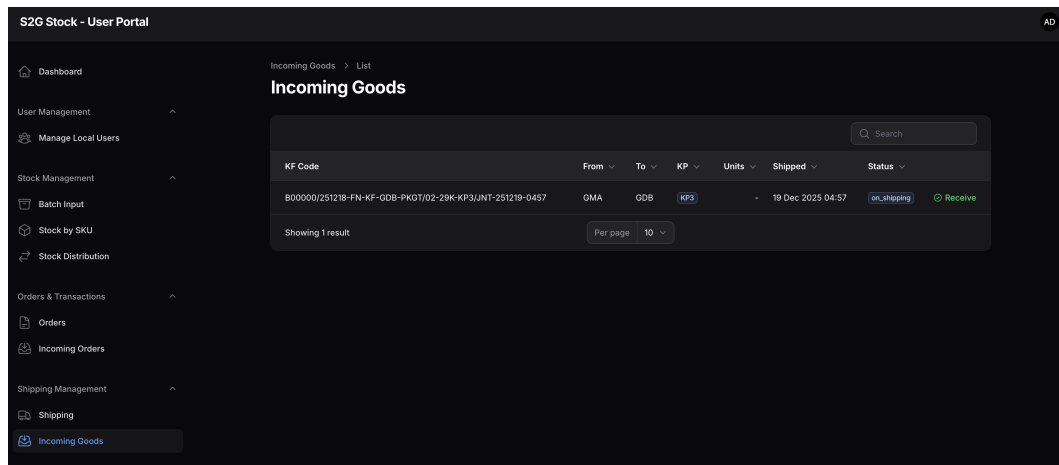 S2G Stock - User Portal
AD
Dashboard
User Management
Manage Local Users
Stock Management
Batch Input
Stock by SKU
Stock Distribution
Orders & Transactions
Orders
Incoming Orders
Shipping Management
Shipping
Incoming Goods
Incoming Goods > List
Incoming Goods
Search
KF Code From To KP Units Shipped Status
B00000/251218-FN-KF-GDB-PKGT/02-29K-KP3/JNT-251219-0457 GMA GDB KP3 - 19 Dec 2025 04:57 on_shipping Receive
Showing 1 result Per page 10